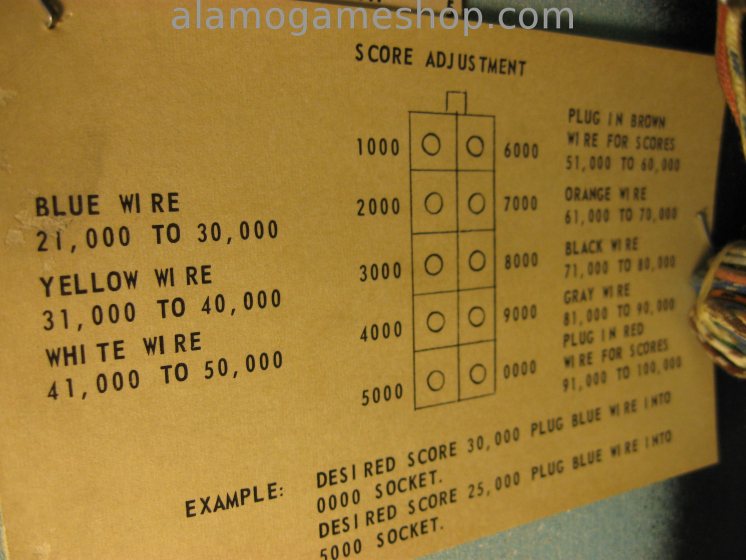 alamogameshop.com
SCORE ADJUSTMENT
BLUE WIRE
21,000 TO 30,000
YELLOW WIRE
31,000 TO 40,000
WHITE WIRE
41,000 TO 50,000
1000
2000
3000
4000
5000
6000
7000
8000
9000
0000
PLUG IN BROWN
WIRE FOR SCORES
51,000 TO 60,000
ORANGE WIRE
61,000 TO 70,000
BLACK WIRE
71,000 TO 80,000
GRAY WIRE
81,000 TO 90,000
PLUG IN RED
WIRE FOR SCORES
91,000 TO 100,000
EXAMPLE:
DESIRED SCORE 30,000 PLUG BLUE WIRE INTO
0000 SOCKET.
DESIRED SCORE 25,000 PLUG BLUE WIRE INTO
5000 SOCKET.